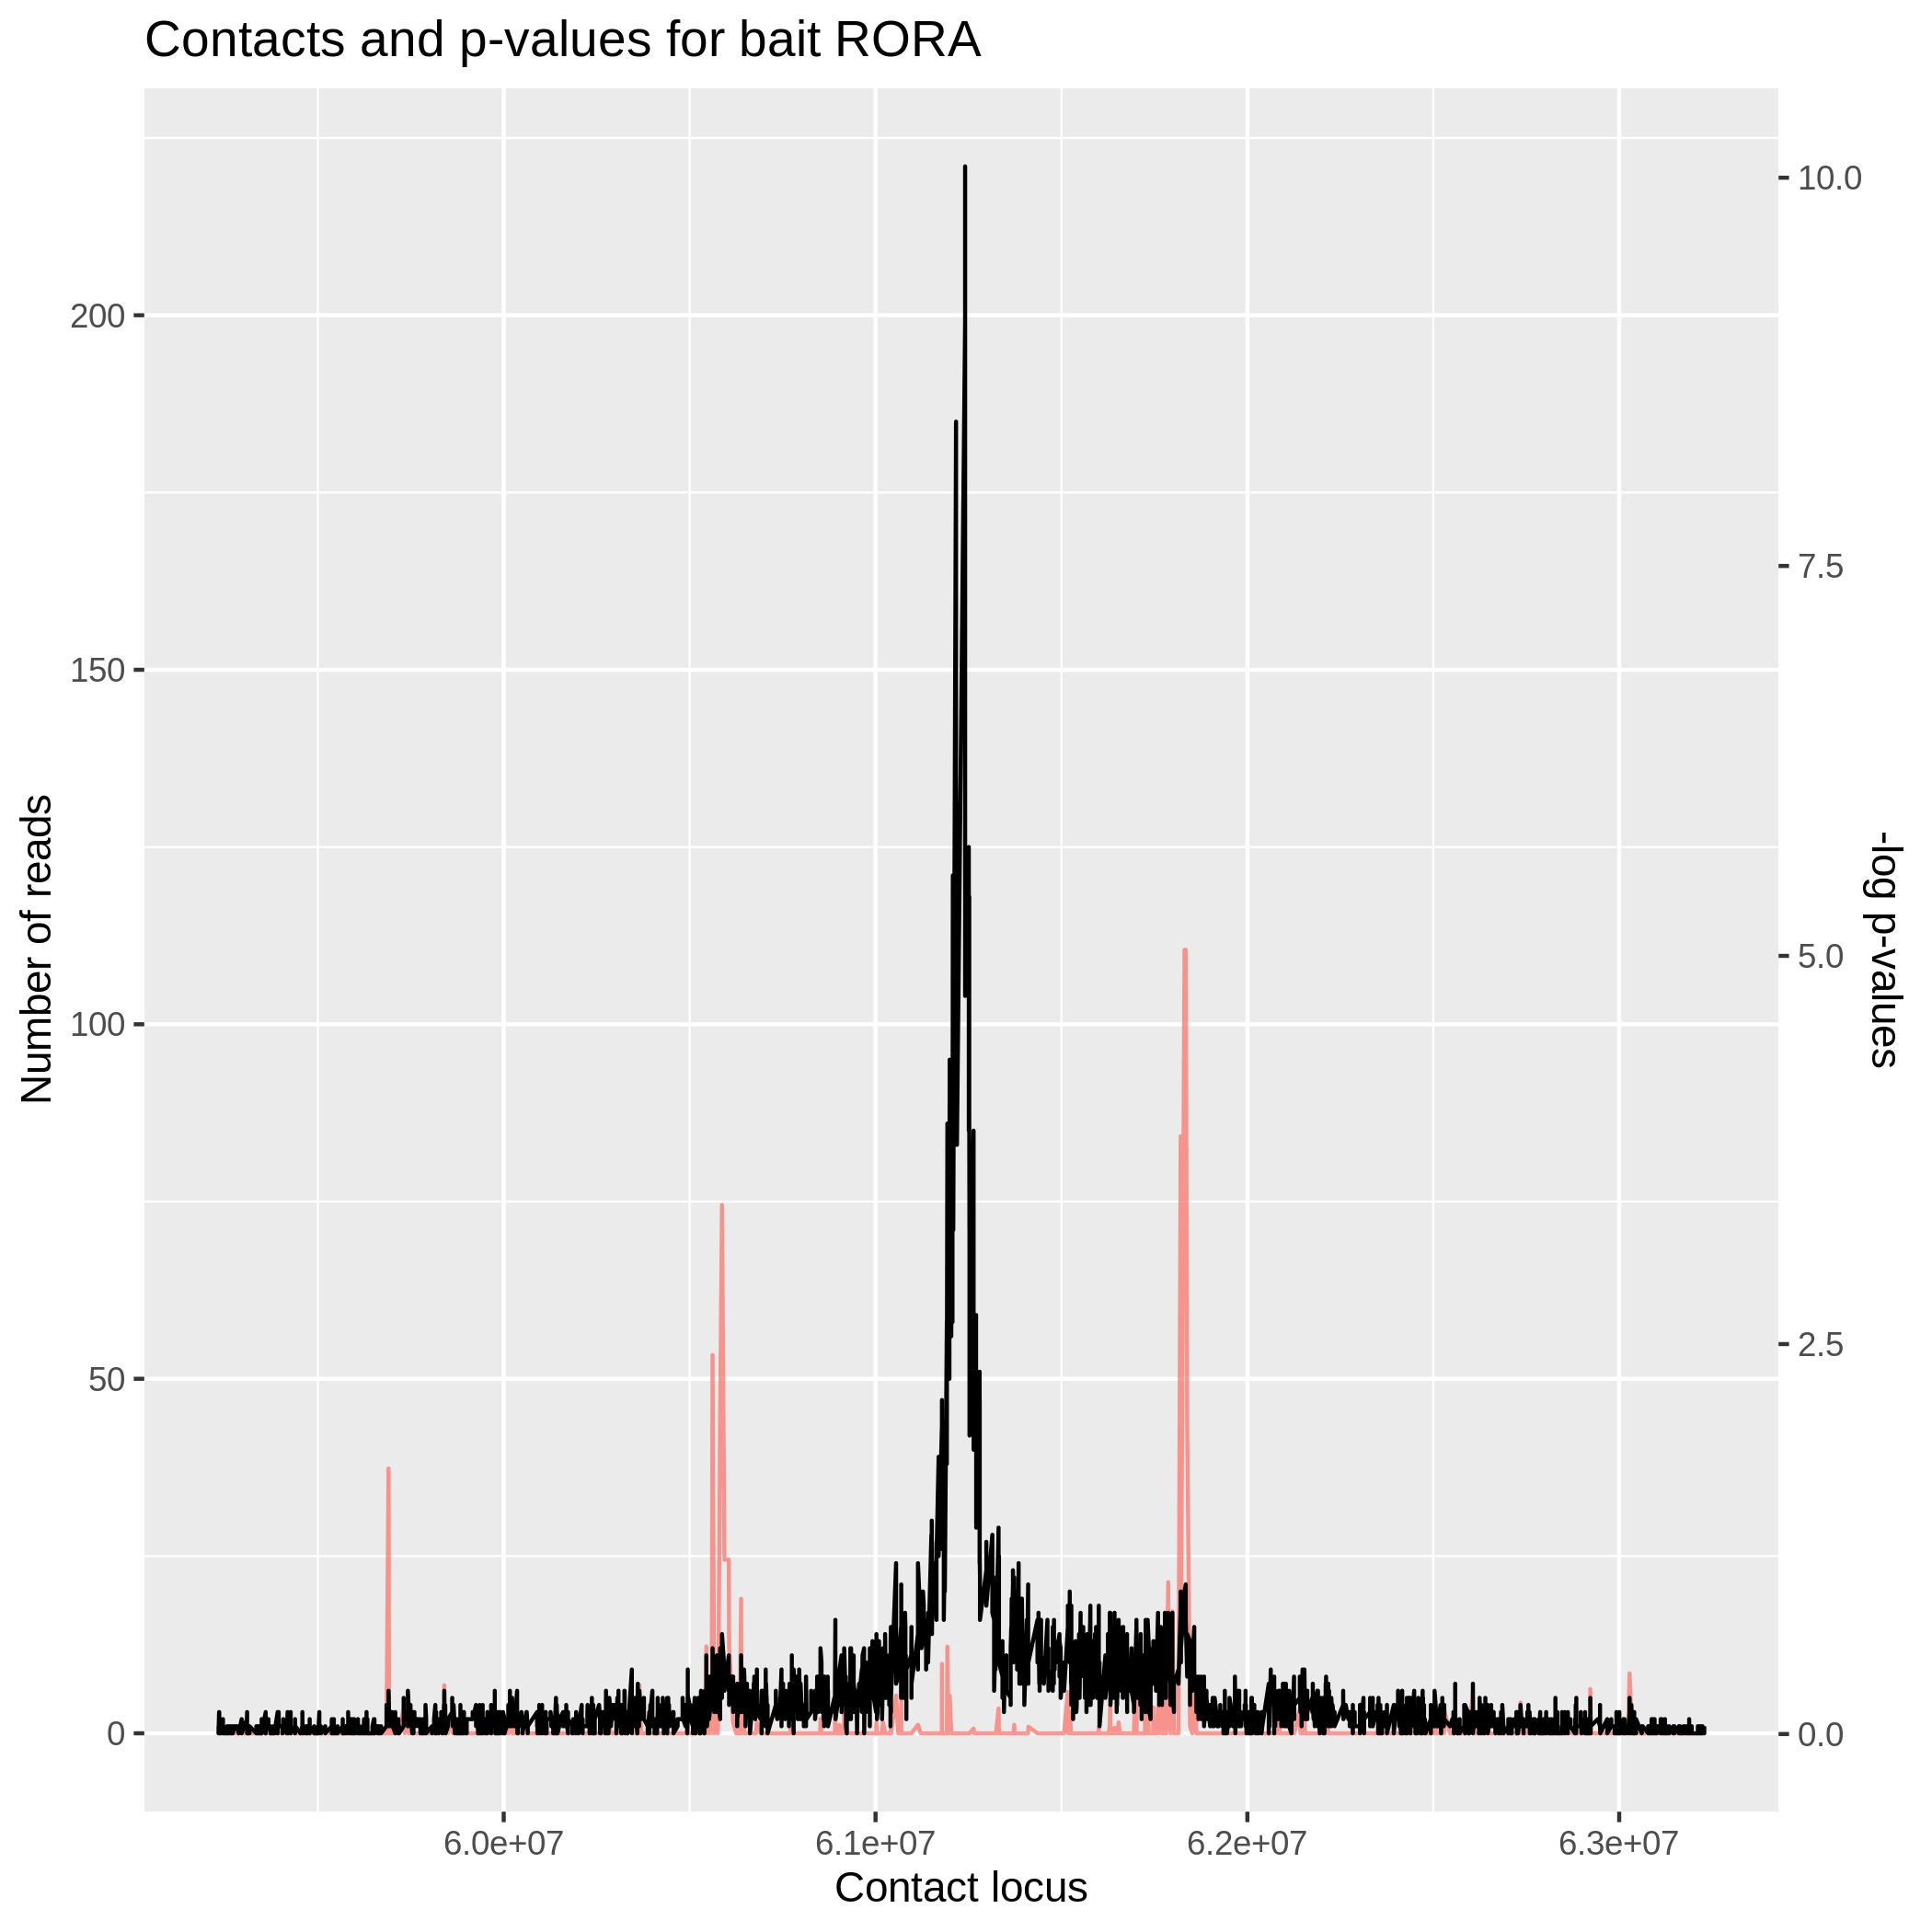 Contacts and p-values for bait RORA
Number of reads
200
150
100
50
0
10.0
7.5
5.0
2.5
0.0
-log p-values
6.0e+07
6.1e+07
6.2e+07
6.3e+07
Contact locus